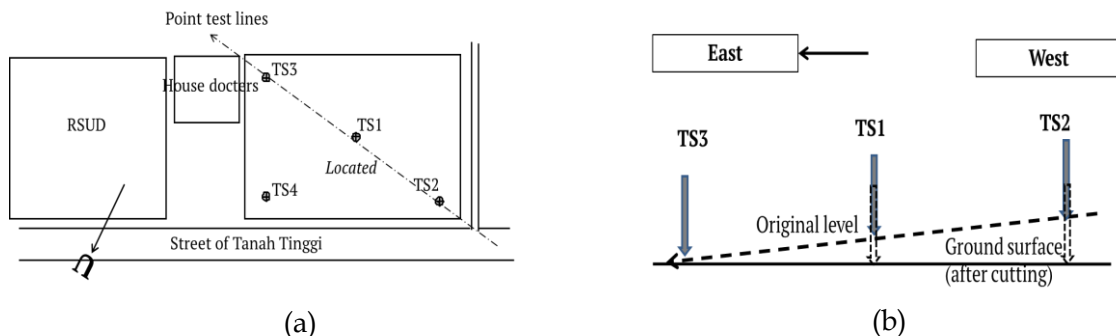 Point test lines
TS3
House docters
RSUD
TS1
Located
TS2
TS4
Street of Tanah Tinggi
(a)
East
West
TS3
TS1
TS2
Original level
Ground surface
(after cutting)
(b)